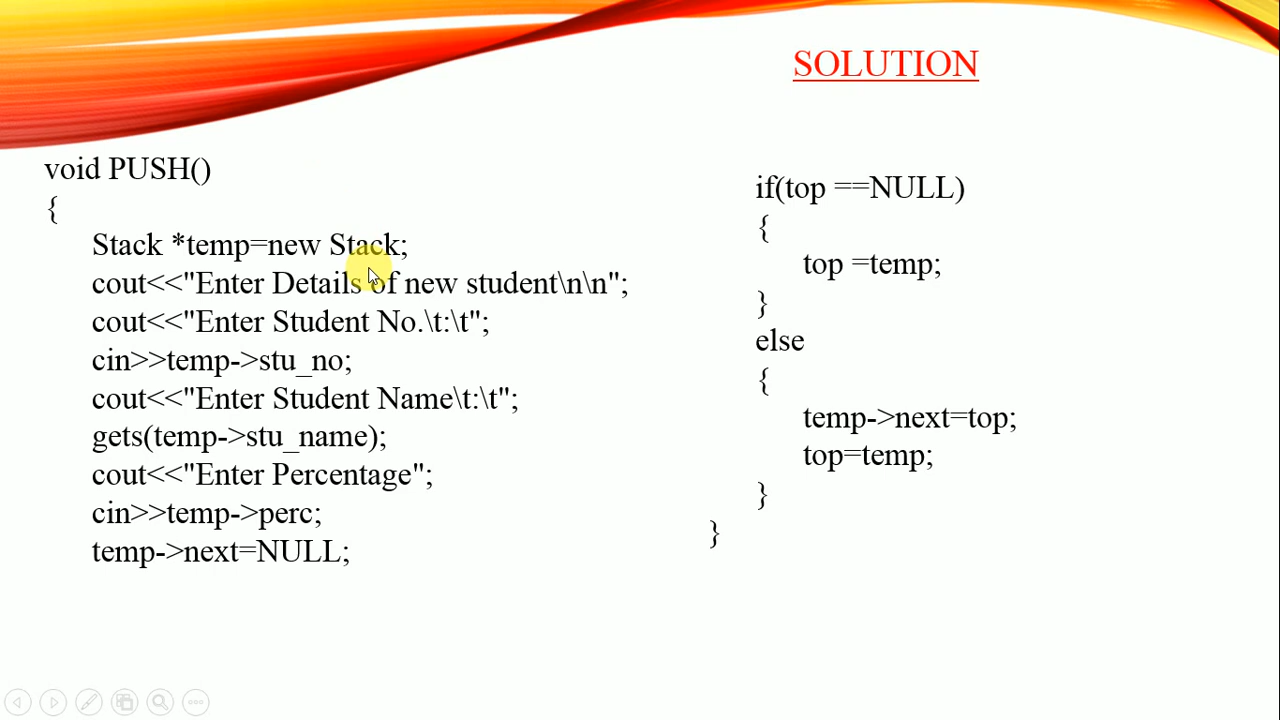 SOLUTION
void PUSH()
{
Stack *temp=new Stack;
cout<<"Enter Details of new student\n\n";
cout<<"Enter Student No.\t:\t";
cin>>temp->stu_no;
cout<<"Enter Student Name\t:\t";
gets(temp->stu_name);
cout<<"Enter Percentage";
cin>>temp->perc;
temp->next=NULL;
if(top ==NULL)
{
top =temp;
}
else
{
temp->next=top;
top=temp;
}
}